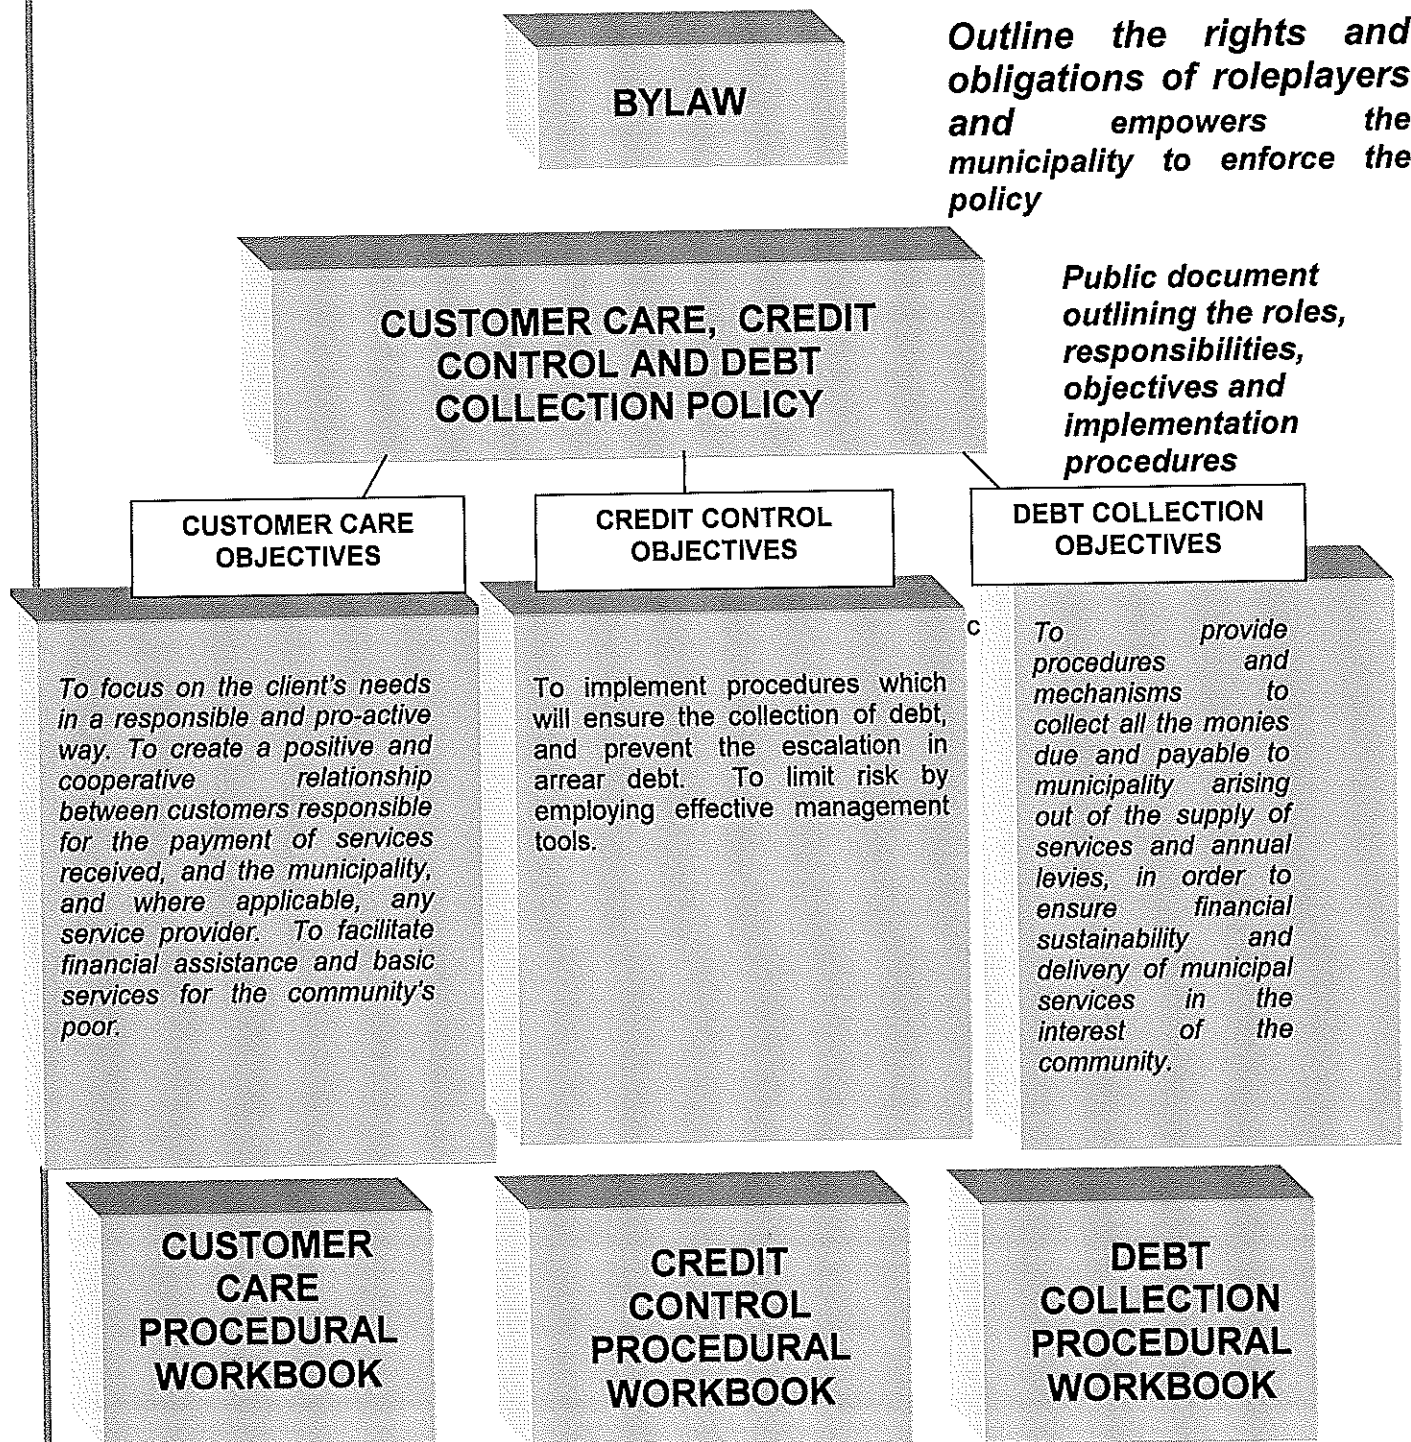 BYLAW
Outline the rights and
obligations of roleplayers
and empowers the
municipality to enforce the
policy
CUSTOMER CARE, CREDIT
CONTROL AND DEBT
COLLECTION POLICY
Public document
outlining the roles,
responsibilities,
objectives and
implementation
procedures
CUSTOMER CARE
OBJECTIVES
CREDIT CONTROL
OBJECTIVES
DEBT COLLECTION
OBJECTIVES
To focus on the client's needs
in a responsible and pro-active
way. To create a positive and
cooperative relationship
between customers responsible
for the payment of services
received, and the municipality,
and where applicable, any
service provider. To facilitate
financial assistance and basic
services for the community's
poor.
To implement procedures which
will ensure the collection of debt,
and prevent the escalation in
arrear debt. To limit risk by
employing effective management
tools.
c
To provide
procedures and
mechanisms to
collect all the monies
due and payable to
municipality arising
out of the supply of
services and annual
levies, in order to
ensure financial
sustainability and
delivery of municipal
services in the
interest of the
community.
CUSTOMER
CARE
PROCEDURAL
WORKBOOK
CREDIT
CONTROL
PROCEDURAL
WORKBOOK
DEBT
COLLECTION
PROCEDURAL
WORKBOOK